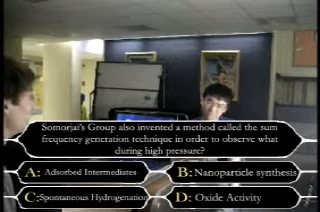 Somorjai's Group also invented a method called the sum
frequency generation technique in order to observe what
during high pressure?
A: Adsorbed Intermediates
B: Nanoparticle synthesis
C: Spontaneous Hydrogenation
D: Oxide Activity